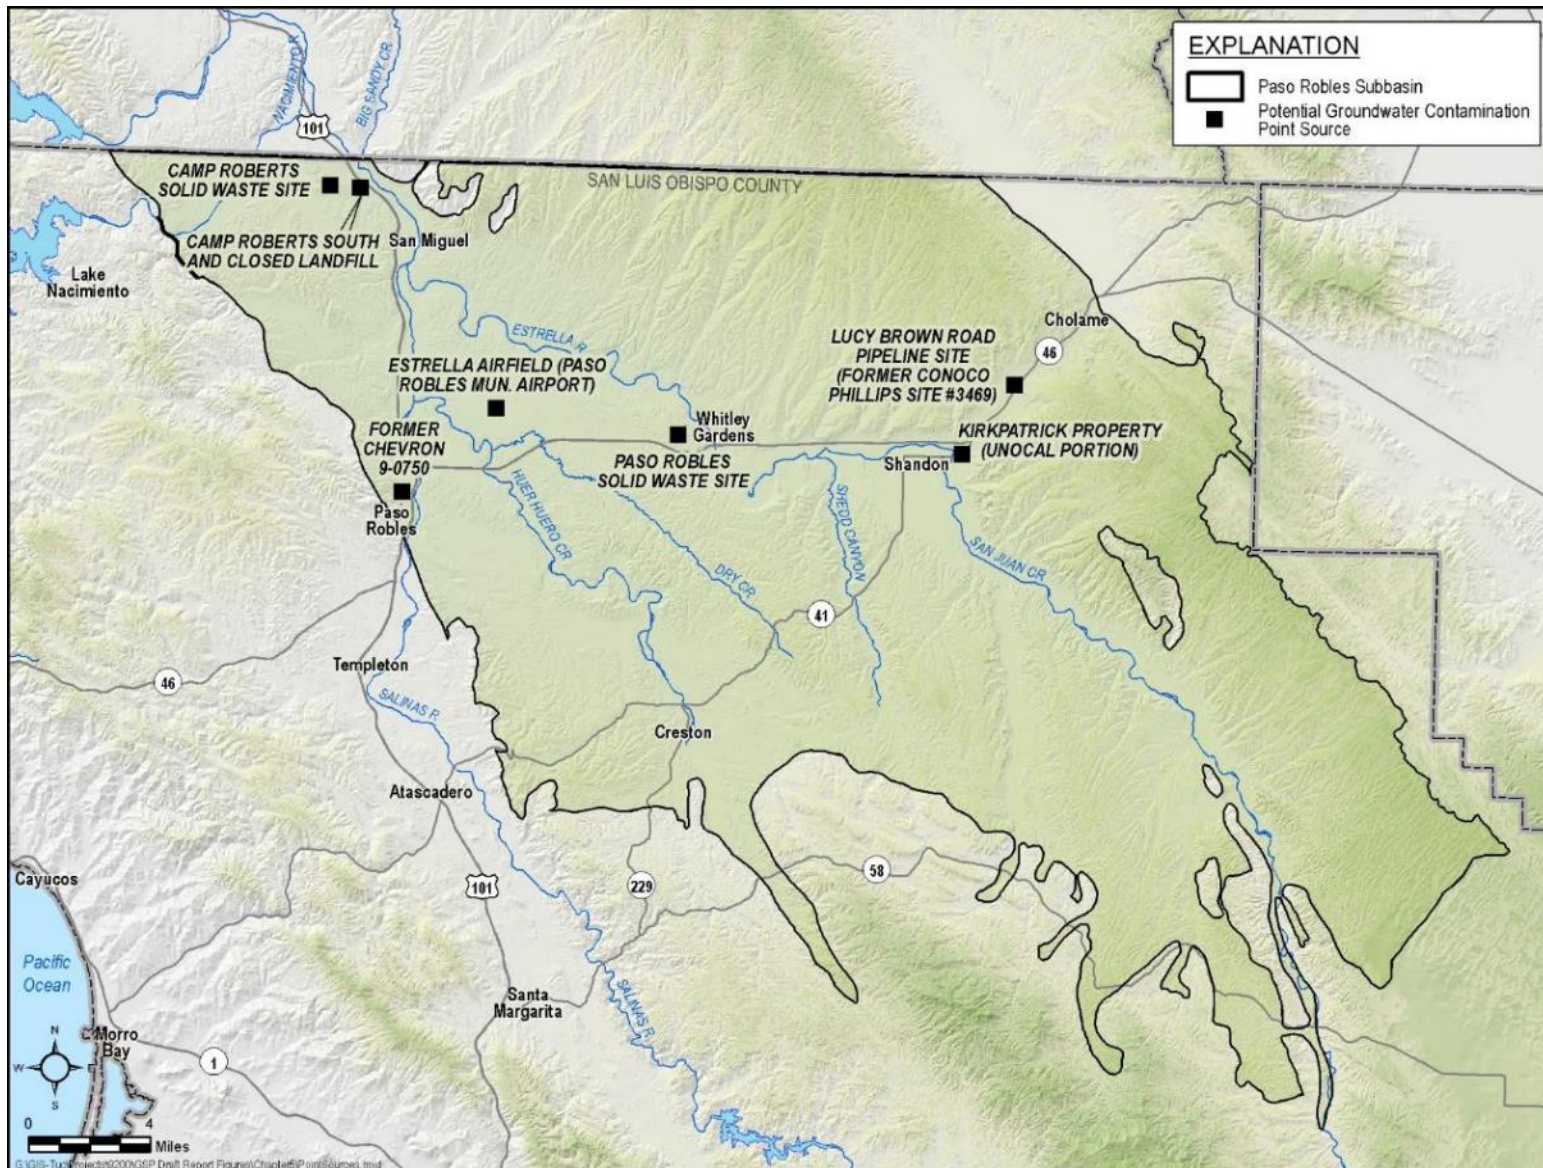 EXPLANATION
Paso Robles Subbasin
Potential Groundwater Contamination
Point Source
NACIMIENTO R.
BIG SANDY CR.
101
CAMP ROBERTS
SOLID WASTE SITE
SAN LUIS OBISPO COUNTY
CAMP ROBERTS SOUTH
AND CLOSED LANDFILL
San Miguel
Lake
Nacimiento
ESTRELLA R.
Cholame
46
LUCY BROWN ROAD
PIPELINE SITE
(FORMER CONOCO
PHILLIPS SITE #3469)
ESTRELLA AIRFIELD (PASO
ROBLES MUN. AIRPORT)
FORMER
CHEVRON
9-0750
Whitley
Gardens
KIRKPATRICK PROPERTY
(UNOCAL PORTION)
PASO ROBLES
SOLID WASTE SITE
Shandon
Paso
Robles
HUER HUERO CR.
DRY CR.
SHEDD CANYON
SAN JUAN CR.
41
Templeton
46
SALINAS R.
Creston
Atascadero
Cayucos
101
229
58
Pacific
Ocean
Santa
Margarita
SALINAS R.
Morro
Bay
1
N
W
E
S
0
4
Miles